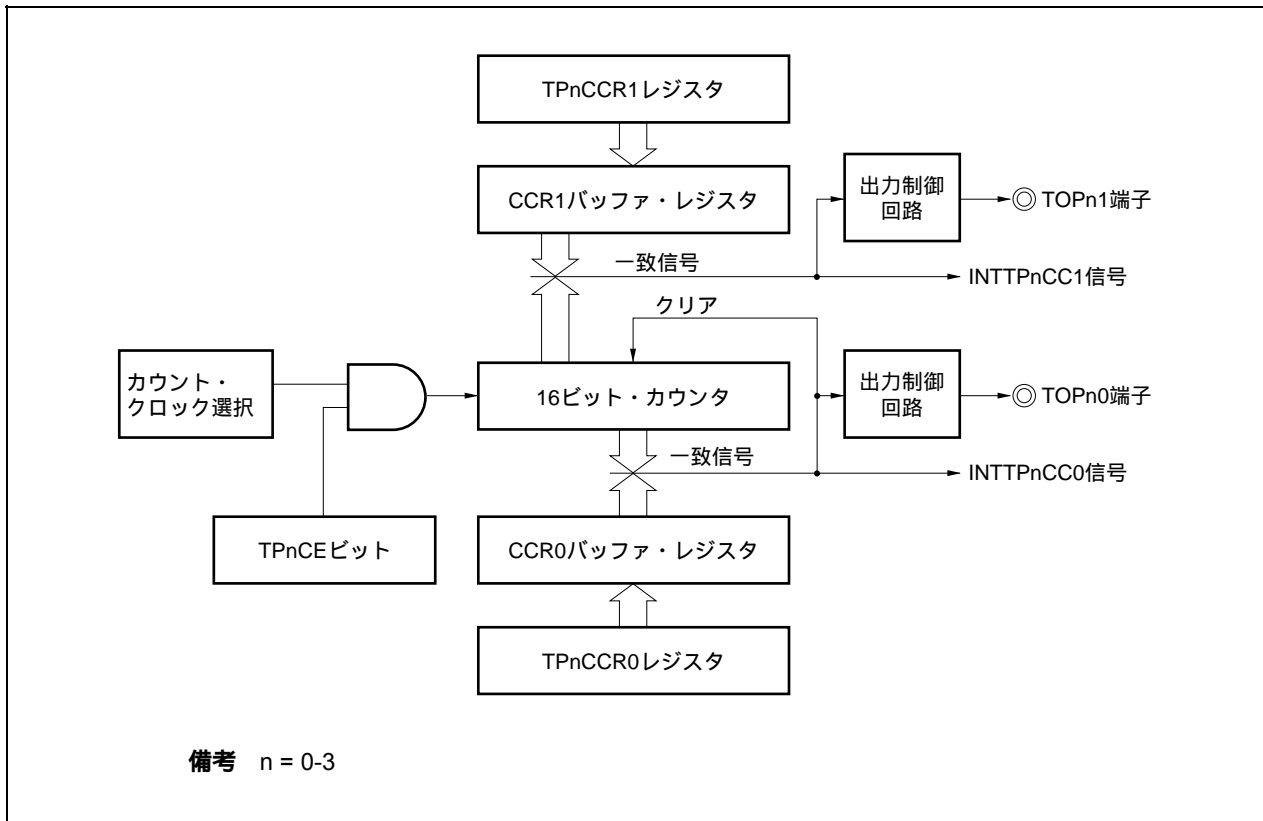 TPnCCR1レジスタ
CCR1バッファ・レジスタ
出力制御
回路
TOPn1端子
一致信号
INTTPnCC1信号
クリア
カウント・
クロック選択
16ビット・カウンタ
出力制御
回路
TOPn0端子
一致信号
INTTPnCC0信号
TPnCEビット
CCR0バッファ・レジスタ
TPnCCR0レジスタ
備考 n = 0-3